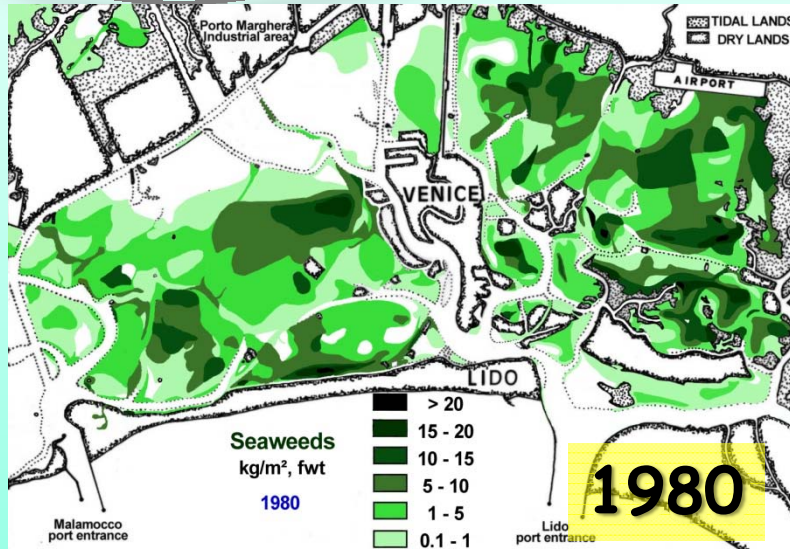 Porto Marghera
Industrial area
TIDAL LANDS
DRY LANDS
AIRPORT
VENICE
LIDO
Seaweeds
kg/m², fwt
1980
> 20
15 - 20
10 - 15
5 - 10
1 - 5
0.1 - 1
Malamocco
port entrance
Lido
port entrance
1980